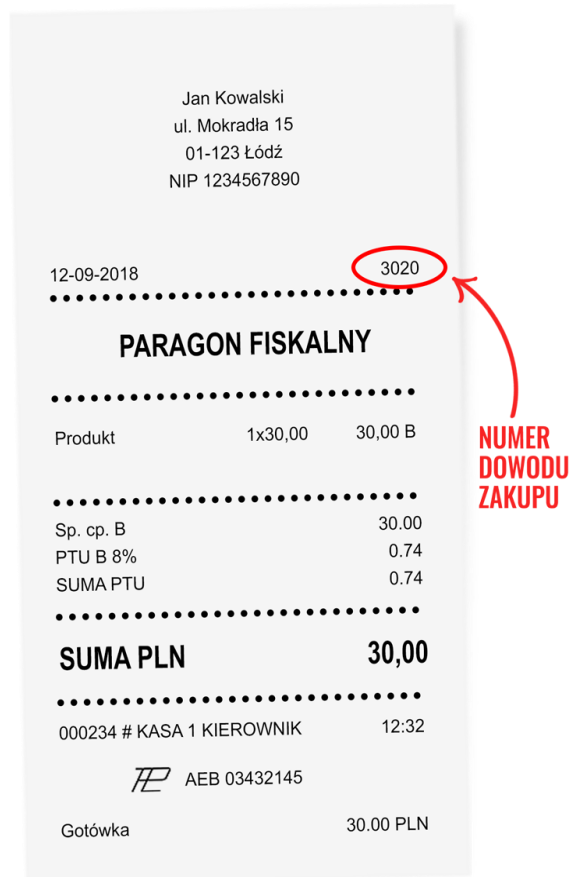 Jan Kowalski
ul. Mokradła 15
01-123 Łódź
NIP 1234567890
12-09-2018 3020
PARAGON FISKALNY
Produkt 1x30,00 30,00 B
Sp. cp. B 30.00
PTU B 8% 0.74
SUMA PTU 0.74
SUMA PLN 30,00
000234 # KASA 1 KIEROWNIK 12:32
AEB 03432145
Gotówka 30.00 PLN
NUMER
DOWODU
ZAKUPU